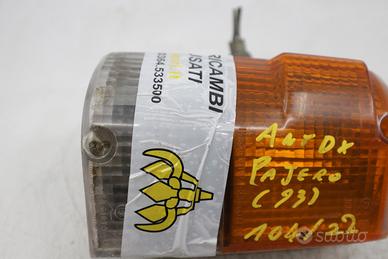 RICAMBI
USATI
0364.533500
ANT DX
PAJERO
(93)
104/22
subito